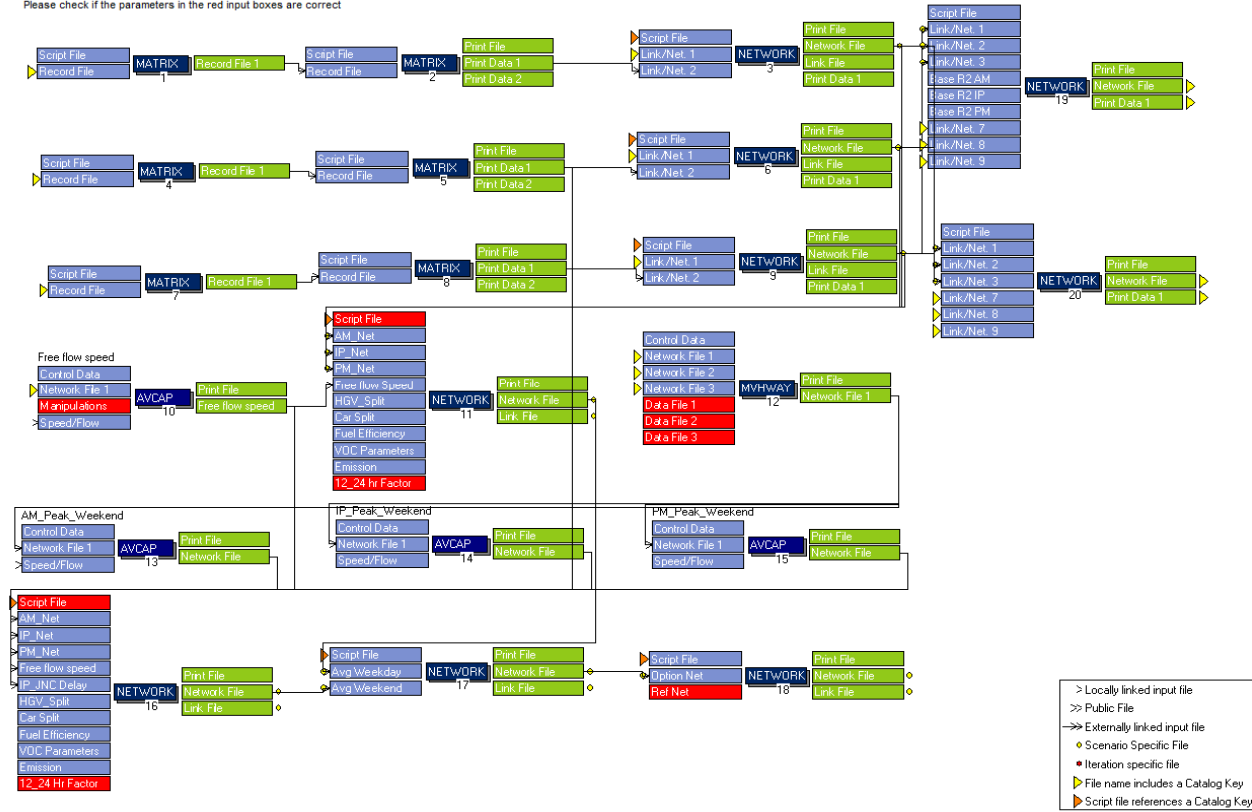 Please check if the parameters in the red input boxes are correct
Script File
Record File
MATRIX
1
Record File 1
Script File
Record File
MATRIX
2
Print File
Print Data 1
Print Data 2
Script File
Link/Net. 1
Link/Net. 2
NETWORK
3
Print File
Network File
Link File
Print Data 1
Script File
Link/Net. 1
Link/Net. 2
Link/Net. 3
Base R2 AM
Base R2 IP
Base R2 PM
Link/Net. 7
Link/Net. 8
Link/Net. 9
NETWORK
19
Print File
Network File
Print Data 1
Script File
Record File
MATRIX
4
Record File 1
Script File
Record File
MATRIX
5
Print File
Print Data 1
Print Data 2
Script File
Link/Net. 1
Link/Net. 2
NETWORK
6
Print File
Network File
Link File
Print Data 1
Script File
Record File
MATRIX
7
Record File 1
Script File
Record File
MATRIX
8
Print File
Print Data 1
Print Data 2
Script File
Link/Net. 1
Link/Net. 2
NETWORK
9
Print File
Network File
Link File
Print Data 1
Script File
Link/Net. 1
Link/Net. 2
Link/Net. 3
Link/Net. 7
Link/Net. 8
Link/Net. 9
NETWORK
20
Print File
Network File
Print Data 1
Free flow speed
Control Data
Network File 1
Manipulations
Speed/Flow
AVCAP
10
Print File
Free flow speed
Script File
AM_Net
IP_Net
PM_Net
Free flow Speed
HGV_Split
Car Split
Fuel Efficiency
VOC Parameters
Emission
12_24 hr Factor
NETWORK
11
Print File
Network File
Link File
Control Data
Network File 1
Network File 2
Network File 3
Data File 1
Data File 2
Data File 3
MVHWAY
12
Print File
Network File 1
AM_Peak_Weekend
Control Data
Network File 1
Speed/Flow
AVCAP
13
Print File
Network File
IP_Peak_Weekend
Control Data
Network File 1
Speed/Flow
AVCAP
14
Print File
Network File
PM_Peak_Weekend
Control Data
Network File 1
Speed/Flow
AVCAP
15
Print File
Network File
Script File
AM_Net
IP_Net
PM_Net
Free flow speed
IP_JNC Delay
HGV_Split
Car Split
Fuel Efficiency
VOC Parameters
Emission
12_24 Hr Factor
NETWORK
16
Print File
Network File
Link File
Script File
Avg Weekday
Avg Weekend
NETWORK
17
Print File
Network File
Link File
Script File
Option Net
Ref Net
NETWORK
18
Print File
Network File
Link File
> Locally linked input file
>> Public File
Externally linked input file
Scenario Specific File
Iteration specific file
File name includes a Catalog Key
Script file references a Catalog Key